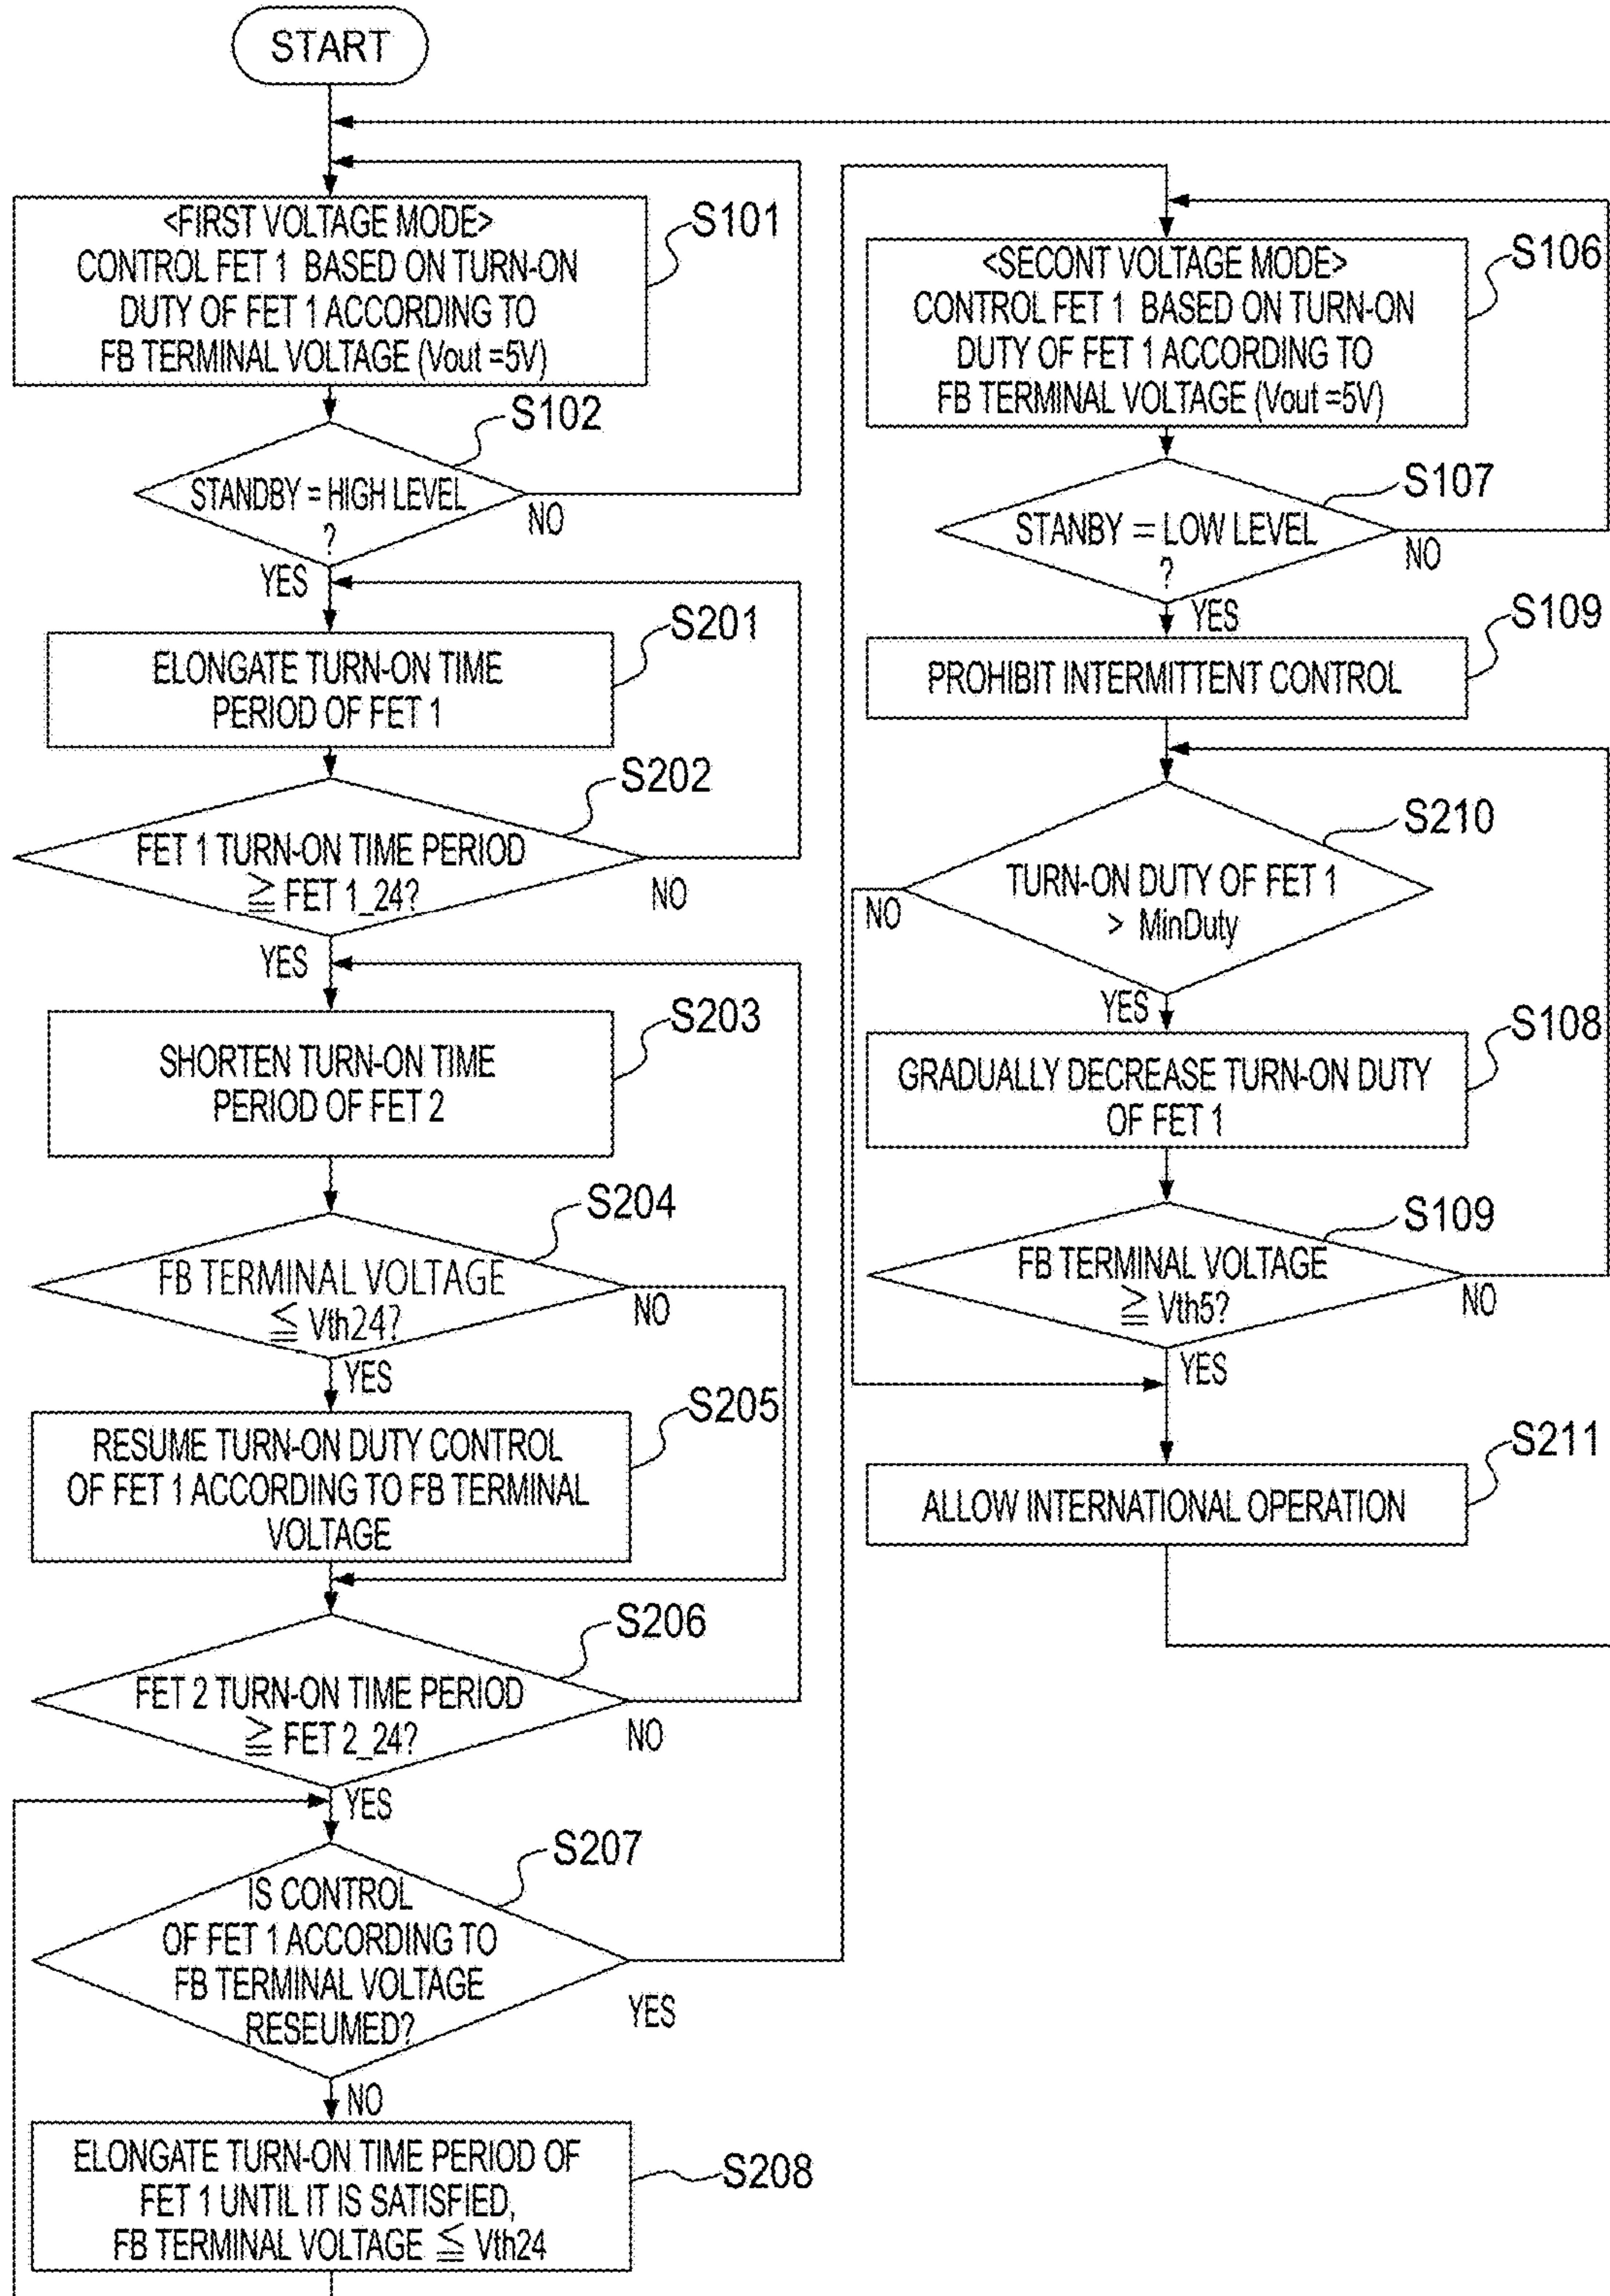 START
<FIRST VOLTAGE MODE>
CONTROL FET 1 BASED ON TURN-ON
DUTY OF FET 1 ACCORDING TO
FB TERMINAL VOLTAGE (Vout =5V)
S101
STANDBY = HIGH LEVEL
?
S102
NO
YES
ELONGATE TURN-ON TIME
PERIOD OF FET 1
S201
FET 1 TURN-ON TIME PERIOD
≧ FET 1_24?
S202
NO
YES
SHORTEN TURN-ON TIME
PERIOD OF FET 2
S203
FB TERMINAL VOLTAGE
≦ Vth24?
S204
NO
YES
RESUME TURN-ON DUTY CONTROL
OF FET 1 ACCORDING TO FB TERMINAL
VOLTAGE
S205
FET 2 TURN-ON TIME PERIOD
≧ FET 2_24?
S206
NO
YES
IS CONTROL
OF FET 1 ACCORDING TO
FB TERMINAL VOLTAGE
RESEUMED?
S207
YES
NO
ELONGATE TURN-ON TIME PERIOD OF
FET 1 UNTIL IT IS SATISFIED,
FB TERMINAL VOLTAGE ≦ Vth24
S208
<SECONT VOLTAGE MODE>
CONTROL FET 1 BASED ON TURN-ON
DUTY OF FET 1 ACCORDING TO
FB TERMINAL VOLTAGE (Vout =5V)
S106
STANBY = LOW LEVEL
?
S107
NO
YES
PROHIBIT INTERMITTENT CONTROL
S109
TURN-ON DUTY OF FET 1
> MinDuty
S210
NO
YES
GRADUALLY DECREASE TURN-ON DUTY
OF FET 1
S108
FB TERMINAL VOLTAGE
≧ Vth5?
S109
NO
YES
ALLOW INTERNATIONAL OPERATION
S211